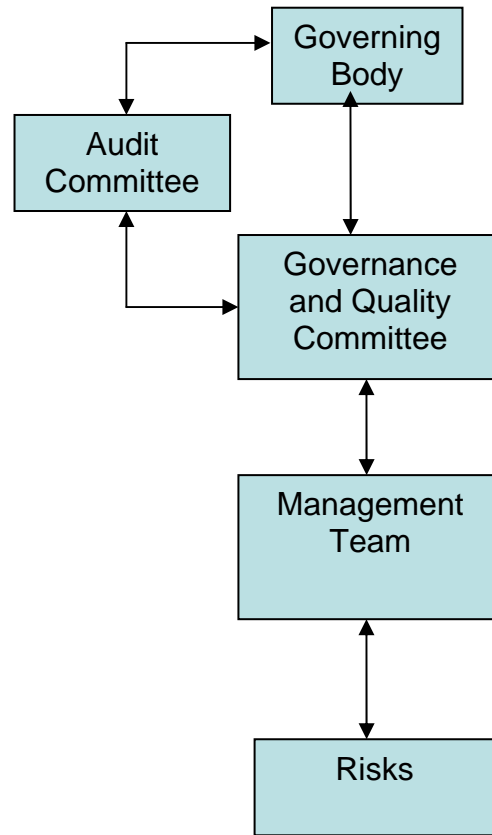 Governing
Body
Audit
Committee
Governance
and Quality
Committee
Management
Team
Risks